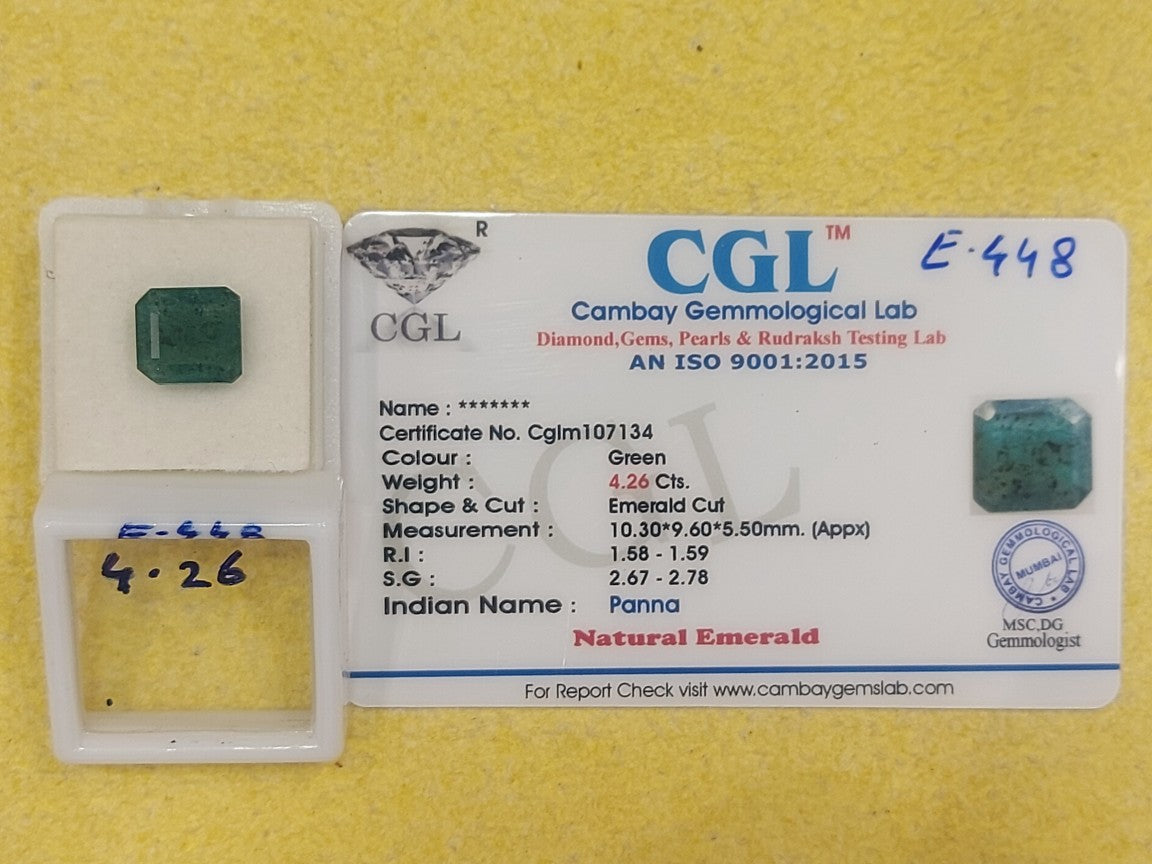 R
CGL
CGL™
E-448
Cambay Gemmological Lab
Diamond,Gems, Pearls & Rudraksh Testing Lab
AN ISO 9001:2015
Name : *******
Certificate No. Cglm107134
Colour : Green
Weight : 4.26 Cts.
Shape & Cut : Emerald Cut
Measurement : 10.30*9.60*5.50mm. (Appx)
R.I : 1.58 - 1.59
S.G : 2.67 - 2.78
Indian Name : Panna
Natural Emerald
CAMBAY GEMMOLOGICAL LAB
MUMBAI
MSC,DG
Gemmologist
For Report Check visit www.cambaygemslab.com
E-448
4.26
CGL